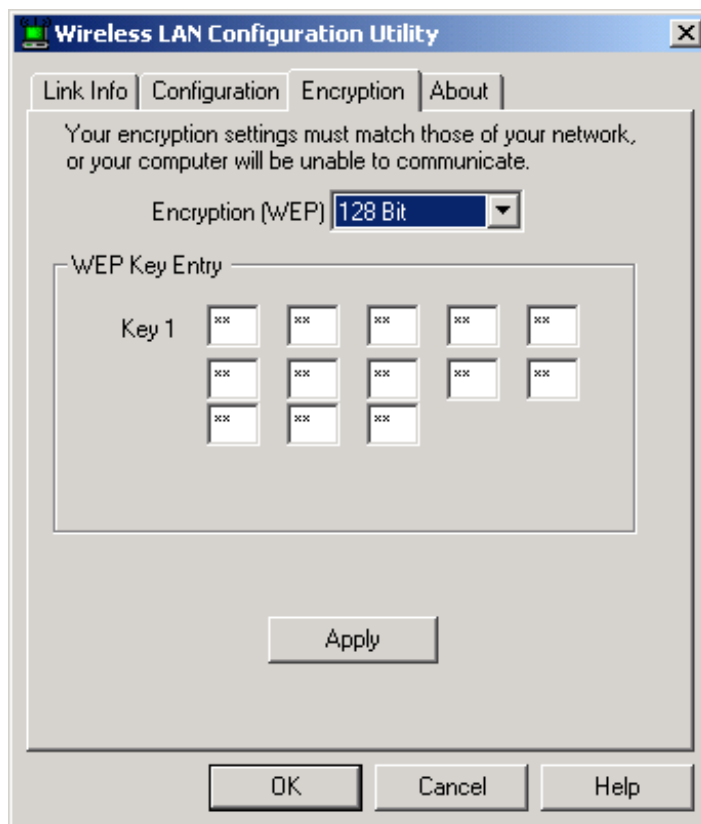 Wireless LAN Configuration Utility
Link Info Configuration Encryption About
Your encryption settings must match those of your network,
or your computer will be unable to communicate.
Encryption (WEP) 128 Bit
WEP Key Entry
Key 1 ** ** ** ** **
** ** ** ** **
** ** **
Apply
OK Cancel Help